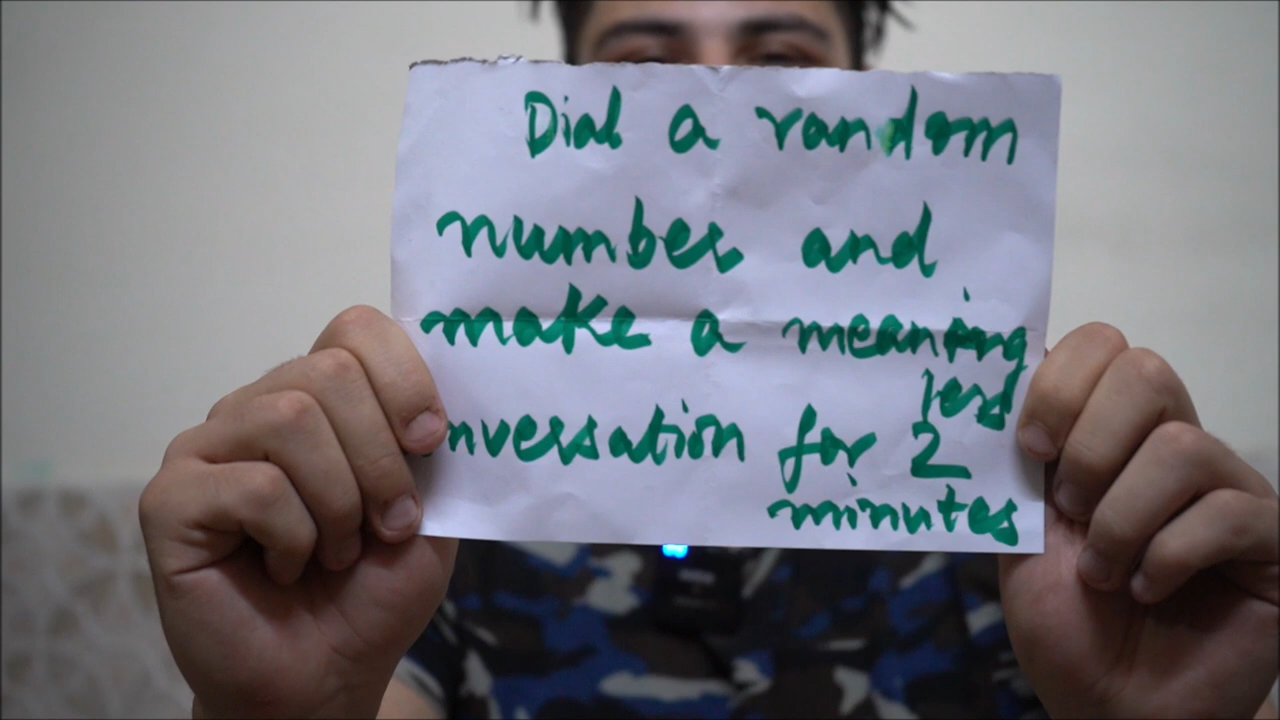 Dial a random
number and
make a meaning
less
nversation for 2
minutes